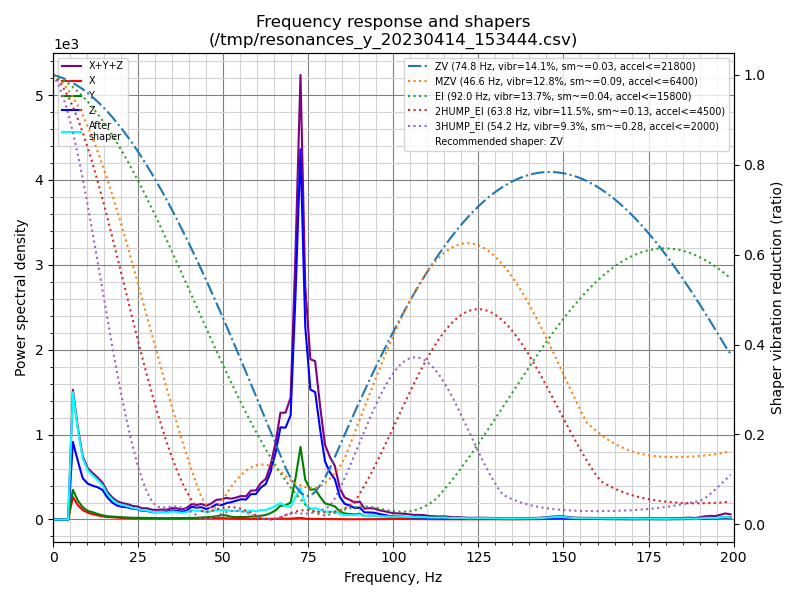 Frequency response and shapers
(/tmp/resonances_y_20230414_153444.csv)
1e3
X+Y+Z
X
Y
Z
After
shaper
ZV (74.8 Hz, vibr=14.1%, sm~=0.03, accel<=21800)
MZV (46.6 Hz, vibr=12.8%, sm~=0.09, accel<=6400)
EI (92.0 Hz, vibr=13.7%, sm~=0.04, accel<=15800)
2HUMP_EI (63.8 Hz, vibr=11.5%, sm~=0.13, accel<=4500)
3HUMP_EI (54.2 Hz, vibr=9.3%, sm~=0.28, accel<=2000)
Recommended shaper: ZV
5
4
3
2
1
0
Power spectral density
1.0
0.8
0.6
0.4
0.2
0.0
Shaper vibration reduction (ratio)
0 25 50 75 100 125 150 175 200
Frequency, Hz